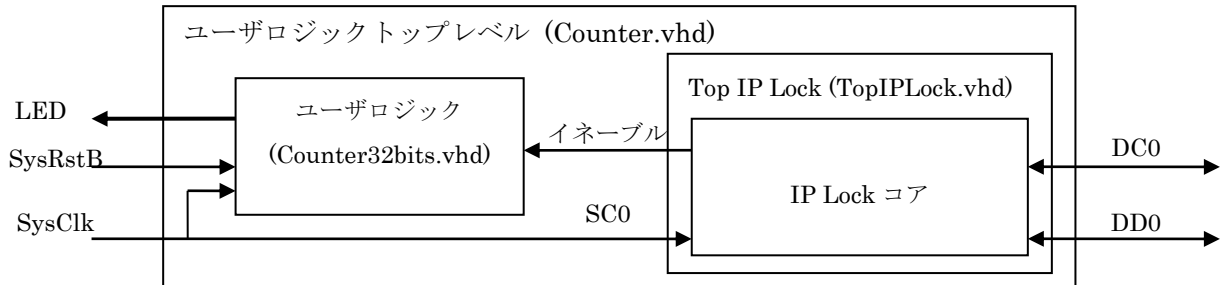 ユーザロジックトップレベル (Counter.vhd)
Top IP Lock (TopIPLock.vhd)
LED
ユーザロジック
(Counter32bits.vhd)
イネーブル
SysRstB
DC0
IP Lock コア
SysClk
SC0
DD0